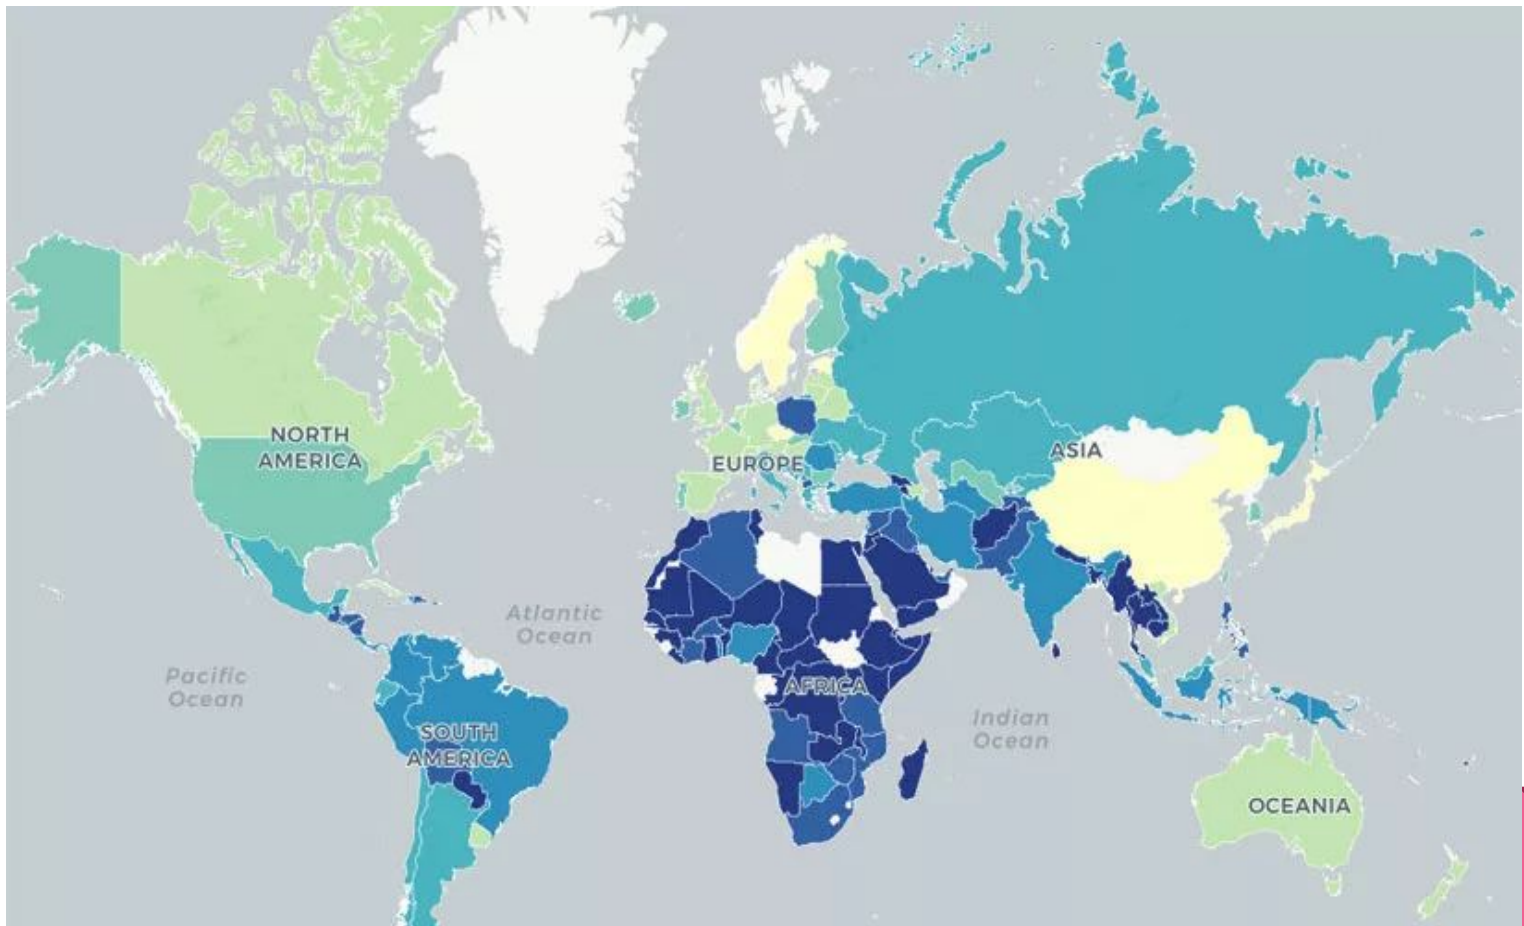 NORTH
AMERICA
EUROPE
ASIA
Atlantic
Ocean
Pacific
Ocean
AFRICA
SOUTH
AMERICA
Indian
Ocean
OCEANIA